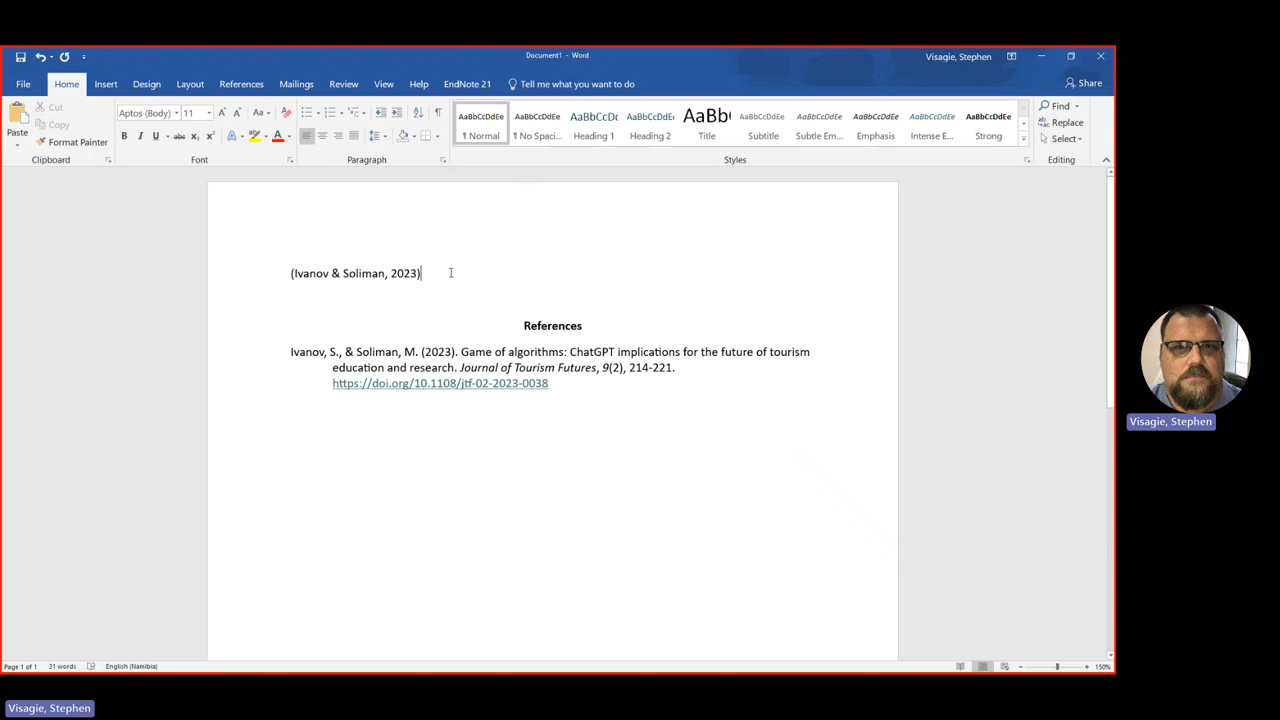 Document1 - Word
Visagie, Stephen
File Home Insert Design Layout References Mailings Review View Help EndNote 21 Tell me what you want to do Share
Paste
Cut
Copy
Format Painter
Clipboard
Aptos (Body) 11
Font
Paragraph
AaBbCcDdEe AaBbCcDdEe AaBbCcDc AaBbCcDdEe AaBb( AaBbCcDdEe AaBbCcDdEe AaBbCcDdEe AaBbCcDdEe AaBbCcDdEe
¶ Normal ¶ No Spaci... Heading 1 Heading 2 Title Subtitle Subtle Em... Emphasis Intense E... Strong
Styles
Find
Replace
Select
Editing
(Ivanov & Soliman, 2023)
References
Ivanov, S., & Soliman, M. (2023). Game of algorithms: ChatGPT implications for the future of tourism
education and research. Journal of Tourism Futures, 9(2), 214-221.
https://doi.org/10.1108/jtf-02-2023-0038
Visagie, Stephen
Page 1 of 1 31 words English (Namibia) 150%
Visagie, Stephen